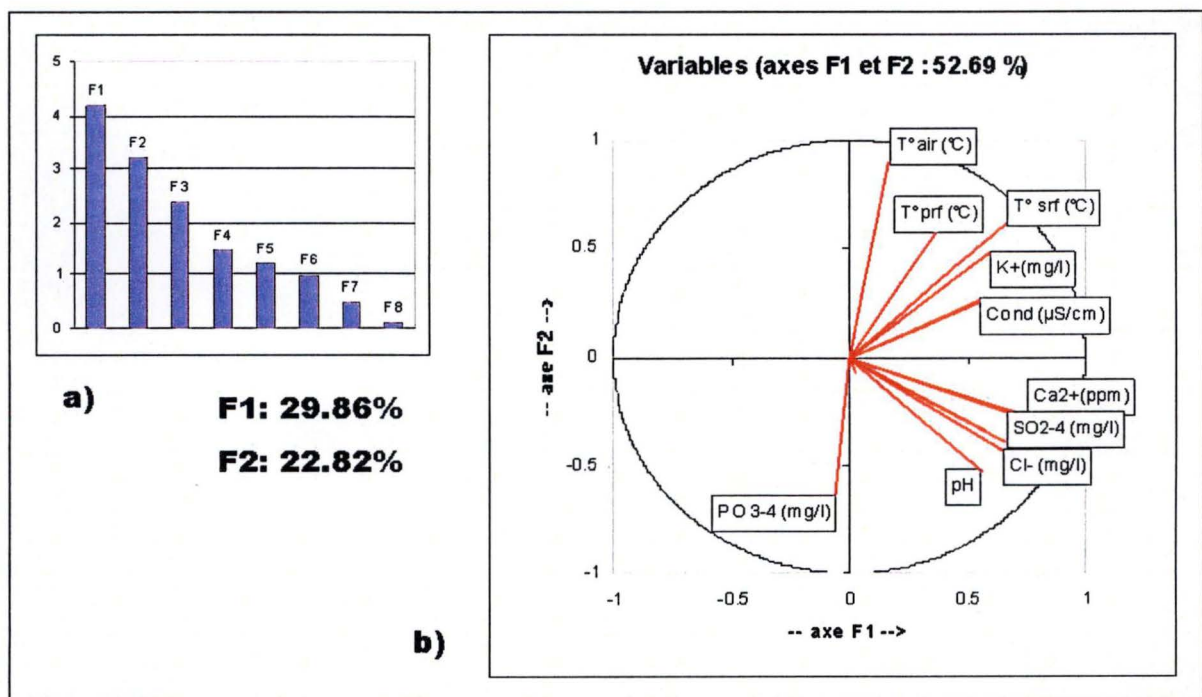 5
4
3
2
1
0
F1
F2
F3
F4
F5
F6
F7
F8
a)
F1: 29.86%
F2: 22.82%
b)
Variables (axes F1 et F2 : 52.69 %)
-- axe F2 -->
1
0.5
0
-0.5
-1
T° air (°C)
T° prf (°C)
T° srf (°C)
K+(mg/l)
Cond (µS/cm)
Ca2+(ppm)
SO2-4 (mg/l)
Cl- (mg/l)
pH
PO 3-4 (mg/l)
-1
-0.5
0
0.5
1
-- axe F1 -->